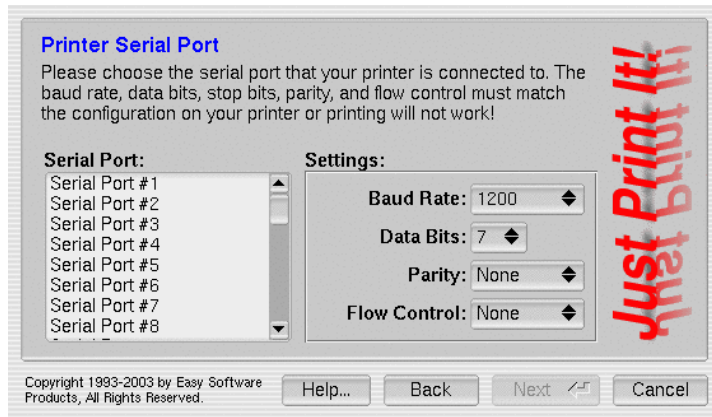 Printer Serial Port
Please choose the serial port that your printer is connected to. The
baud rate, data bits, stop bits, parity, and flow control must match
the configuration on your printer or printing will not work!
Serial Port:
Serial Port #1
Serial Port #2
Serial Port #3
Serial Port #4
Serial Port #5
Serial Port #6
Serial Port #7
Serial Port #8
Settings:
Baud Rate: 1200
Data Bits: 7
Parity: None
Flow Control: None
Just Print It!
Copyright 1993-2003 by Easy Software
Products, All Rights Reserved.
Help... Back Next Cancel